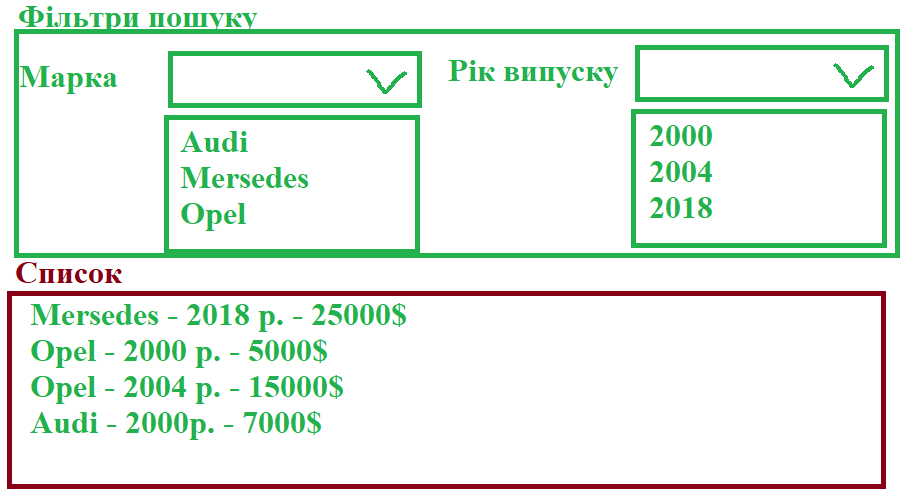 Фільтри пошуку
Марка
Рік випуску
Audi
Mersedes
Opel
2000
2004
2018
Список
Mersedes - 2018 р. - 25000$
Opel - 2000 р. - 5000$
Opel - 2004 р. - 15000$
Audi - 2000р. - 7000$